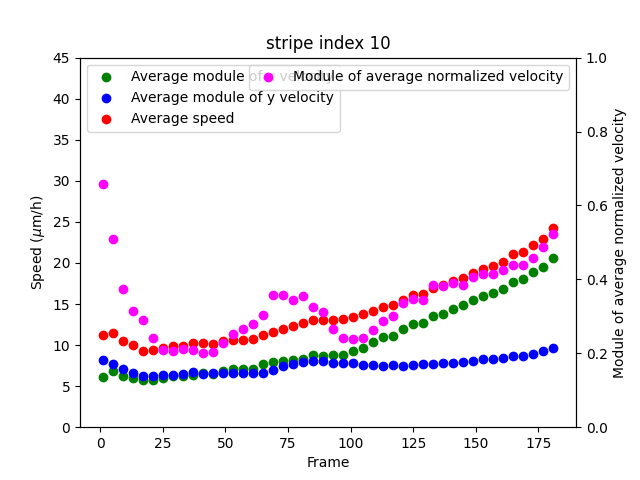 stripe index 10
Average module of
velocity
Average module of y velocity
Average speed
Module of average normalized velocity
45
40
35
30
25
20
15
10
5
0
Speed (μm/h)
1.0
0.8
0.6
0.4
0.2
0.0
Module of average normalized velocity
0
25
50
75
100
125
150
175
Frame